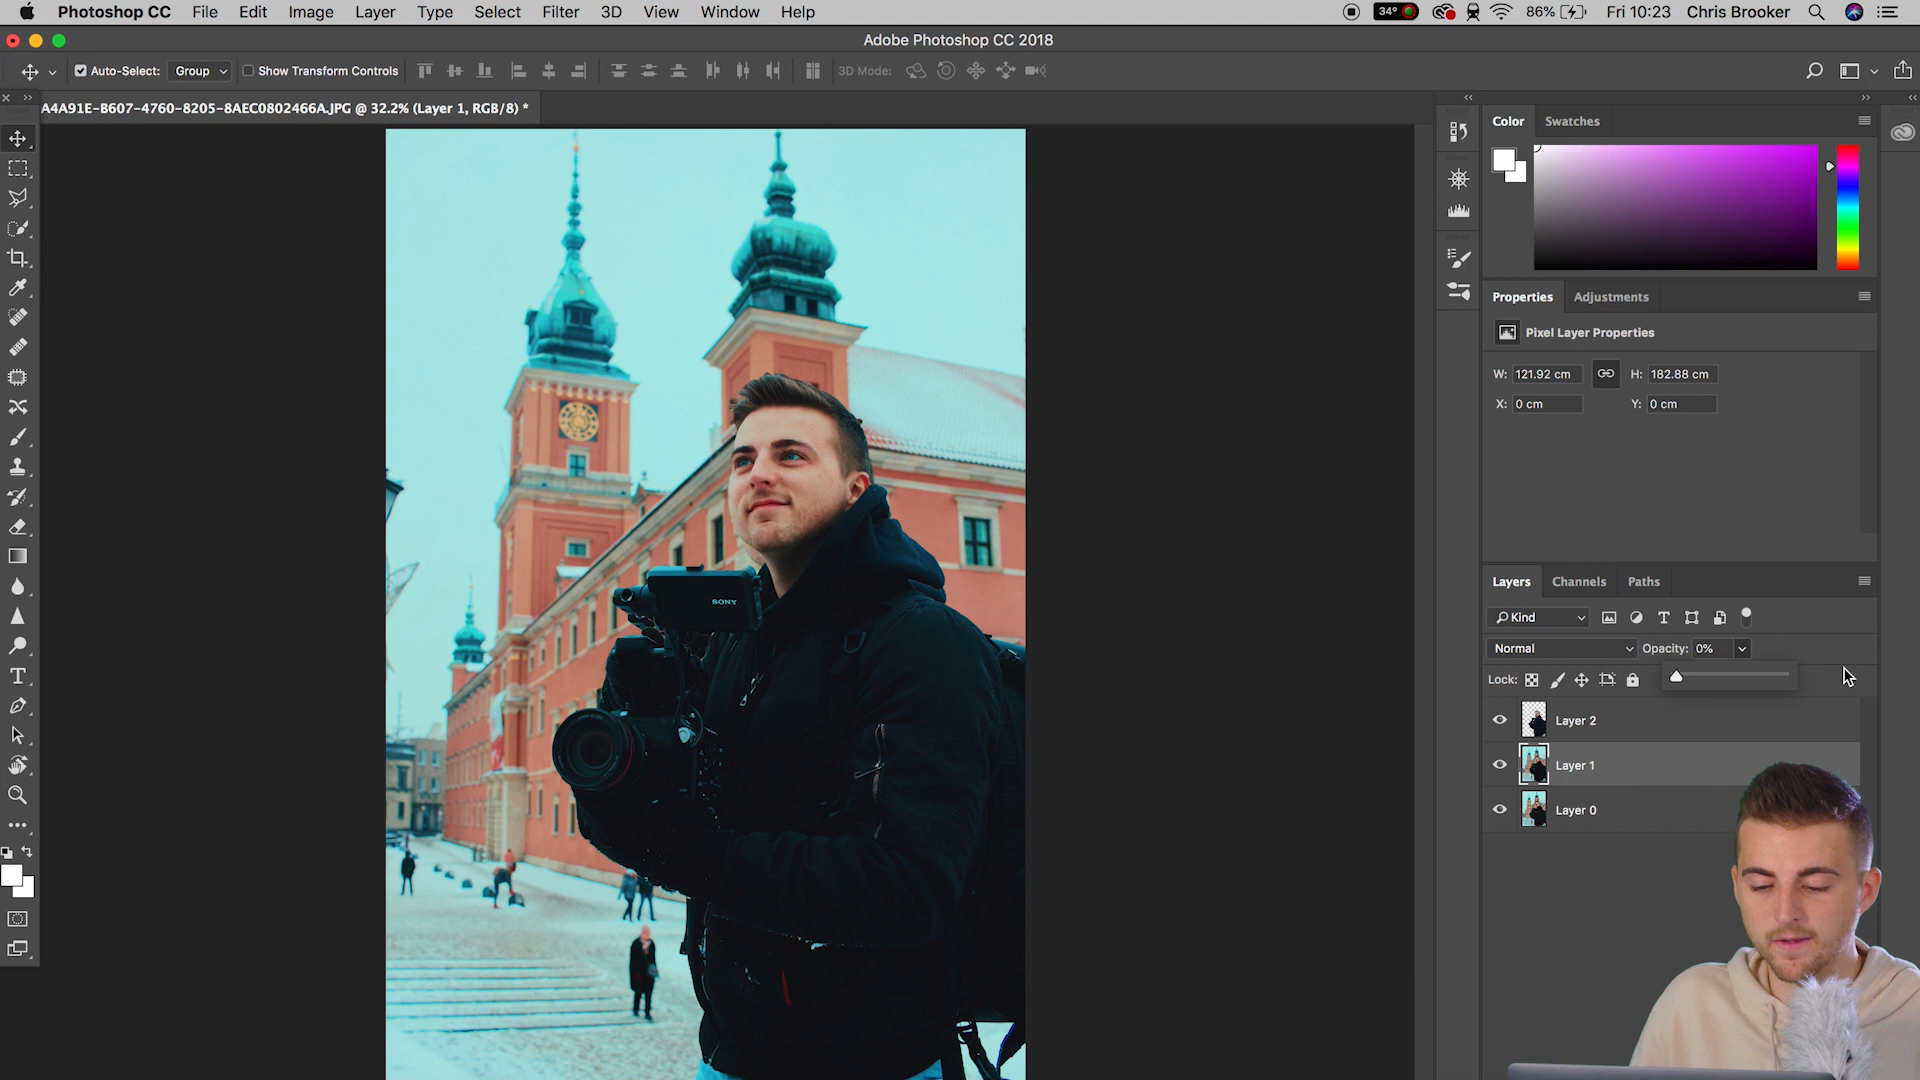 Photoshop CC File Edit Image Layer Type Select Filter 3D View Window Help 34° 86% Fri 10:23 Chris Brooker
Adobe Photoshop CC 2018
Auto-Select: Group Show Transform Controls 3D Mode:
A4A91E-B607-4760-8205-8AEC0802466A.JPG @ 32.2% (Layer 1, RGB/8) *
Color Swatches
Properties Adjustments
Pixel Layer Properties
W: 121.92 cm H: 182.88 cm
X: 0 cm Y: 0 cm
SONY
Layers Channels Paths
Kind
Normal Opacity: 0%
Lock:
Layer 2
Layer 1
Layer 0